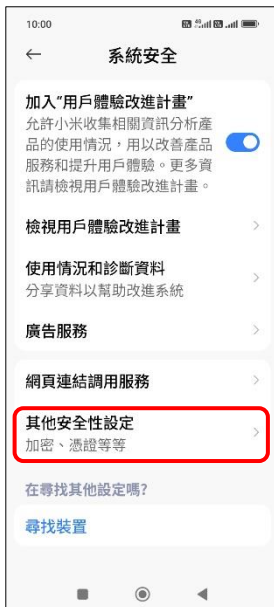 10:00
系統安全
加入"用戶體驗改進計畫"
允許小米收集相關資訊分析產
品的使用情況，用以改善產品
服務和提升用戶體驗。更多資
訊請檢視用戶體驗改進計畫。
檢視用戶體驗改進計畫
使用情況和診斷資料
分享資料以幫助改進系統
廣告服務
網頁連結調用服務
其他安全性設定
加密、憑證等等
在尋找其他設定嗎?
尋找裝置